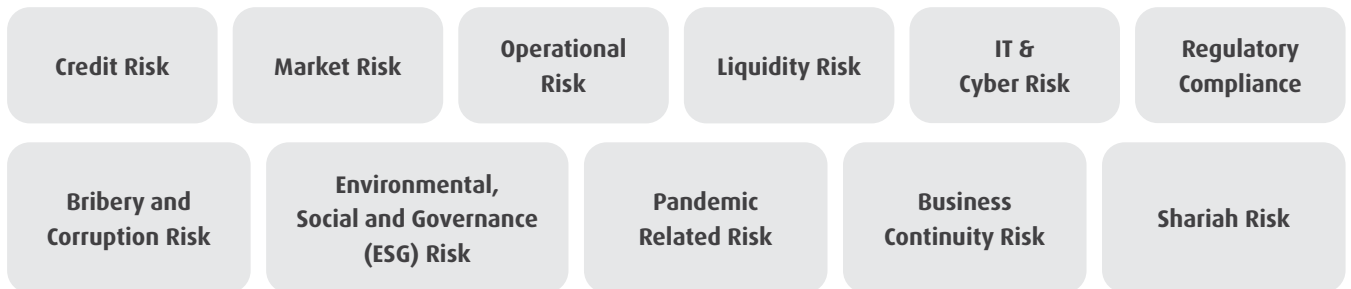 Credit Risk
Market Risk
Operational
Risk
Liquidity Risk
IT &
Cyber Risk
Regulatory
Compliance
Bribery and
Corruption Risk
Environmental,
Social and Governance
(ESG) Risk
Pandemic
Related Risk
Business
Continuity Risk
Shariah Risk